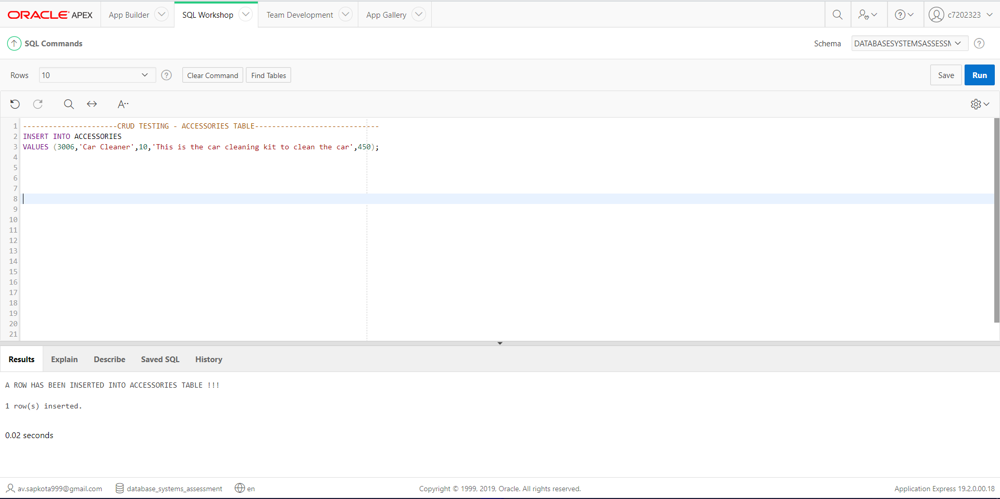 ORACLE APEX App Builder SQL Workshop Team Development App Gallery c7202323
SQL Commands Schema DATABASESYSTEMSASSESSM
Rows 10 Clear Command Find Tables Save Run
A
1 ----------------------CRUD TESTING - ACCESSORIES TABLE-----------------------------
2 INSERT INTO ACCESSORIES
3 VALUES (3006,'Car Cleaner',10,'This is the car cleaning kit to clean the car',450);
4
5
6
7
8
9
10
11
12
13
14
15
16
17
18
19
20
21
Results Explain Describe Saved SQL History
A ROW HAS BEEN INSERTED INTO ACCESSORIES TABLE !!!
1 row(s) inserted.
0.02 seconds
av.sapkota999@gmail.com database_systems_assessment en Copyright © 1999, 2019, Oracle. All rights reserved. Application Express 19.2.0.00.18